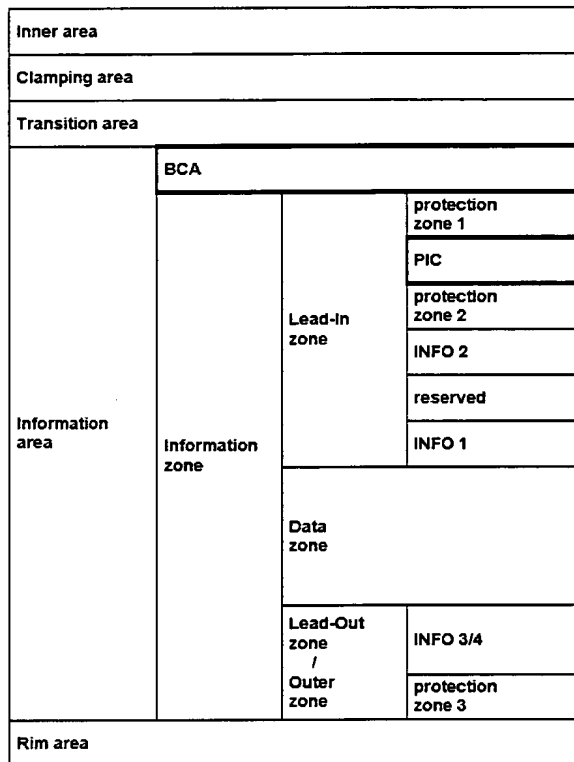 Inner area
Clamping area
Transition area
BCA
protection
zone 1
PIC
protection
zone 2
Lead-In
zone
INFO 2
reserved
INFO 1
Information
area
Information
zone
Data
zone
Lead-Out
zone
/
Outer
zone
INFO 3/4
protection
zone 3
Rim area